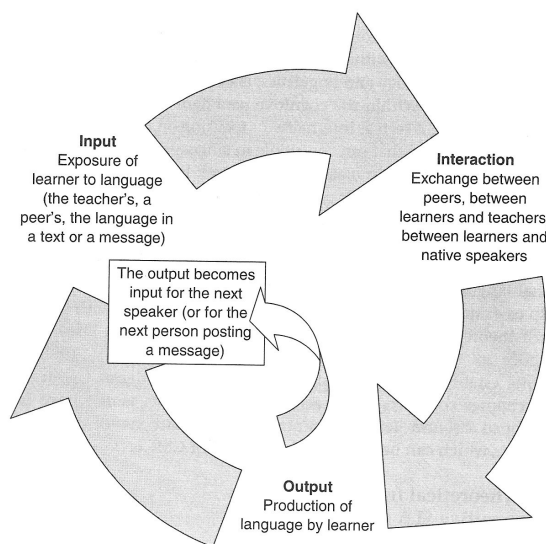 Input
Exposure of
learner to language
(the teacher's, a
peer's, the language in
a text or a message)
Interaction
Exchange between
peers, between
learners and teachers
between learners and
native speakers
The output becomes
input for the next
speaker (or for the
next person posting
a message)
Output
Production of
language by learner